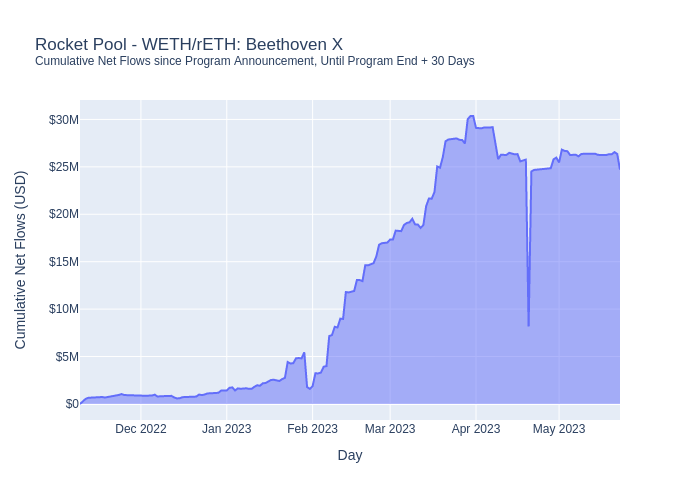 Rocket Pool - WETH/rETH: Beethoven X
Cumulative Net Flows since Program Announcement, Until Program End + 30 Days
Cumulative Net Flows (USD)
$30M
$25M
$20M
$15M
$10M
$5M
$0
Dec 2022 Jan 2023 Feb 2023 Mar 2023 Apr 2023 May 2023
Day